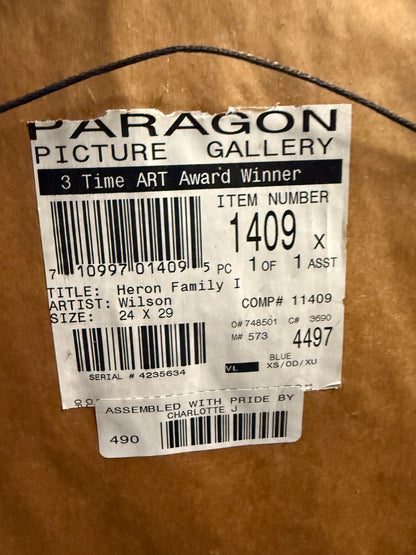 PARAGON
PICTURE GALLERY
3 Time ART Award Winner
ITEM NUMBER
1409 X
7 10997 01409 5 PC 1 OF 1 ASST
TITLE: Heron Family I
ARTIST: Wilson
SIZE: 24 X 29
COMP# 11409
O# 748501 C# 3690
M# 573 4497
SERIAL # 4235634
VL BLUE
XS/OD/XU
ASSEMBLED WITH PRIDE BY
CHARLOTTE J
490